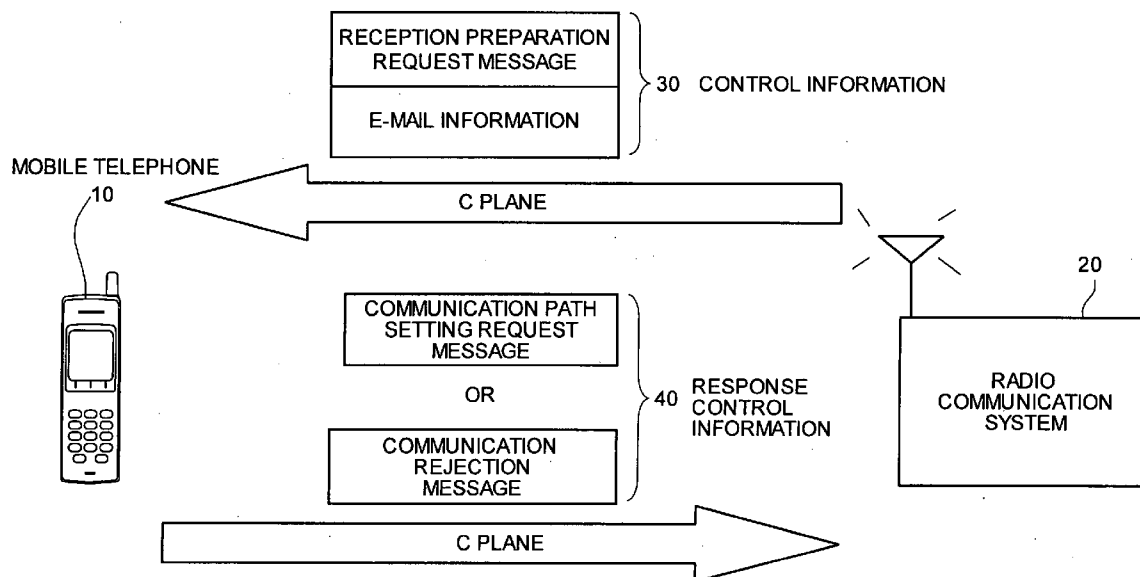 RECEPTION PREPARATION
REQUEST MESSAGE
30 CONTROL INFORMATION
E-MAIL INFORMATION
MOBILE TELEPHONE
10
C PLANE
20
COMMUNICATION PATH
SETTING REQUEST
MESSAGE
OR
40 RESPONSE
CONTROL
INFORMATION
COMMUNICATION
REJECTION
MESSAGE
RADIO
COMMUNICATION
SYSTEM
C PLANE